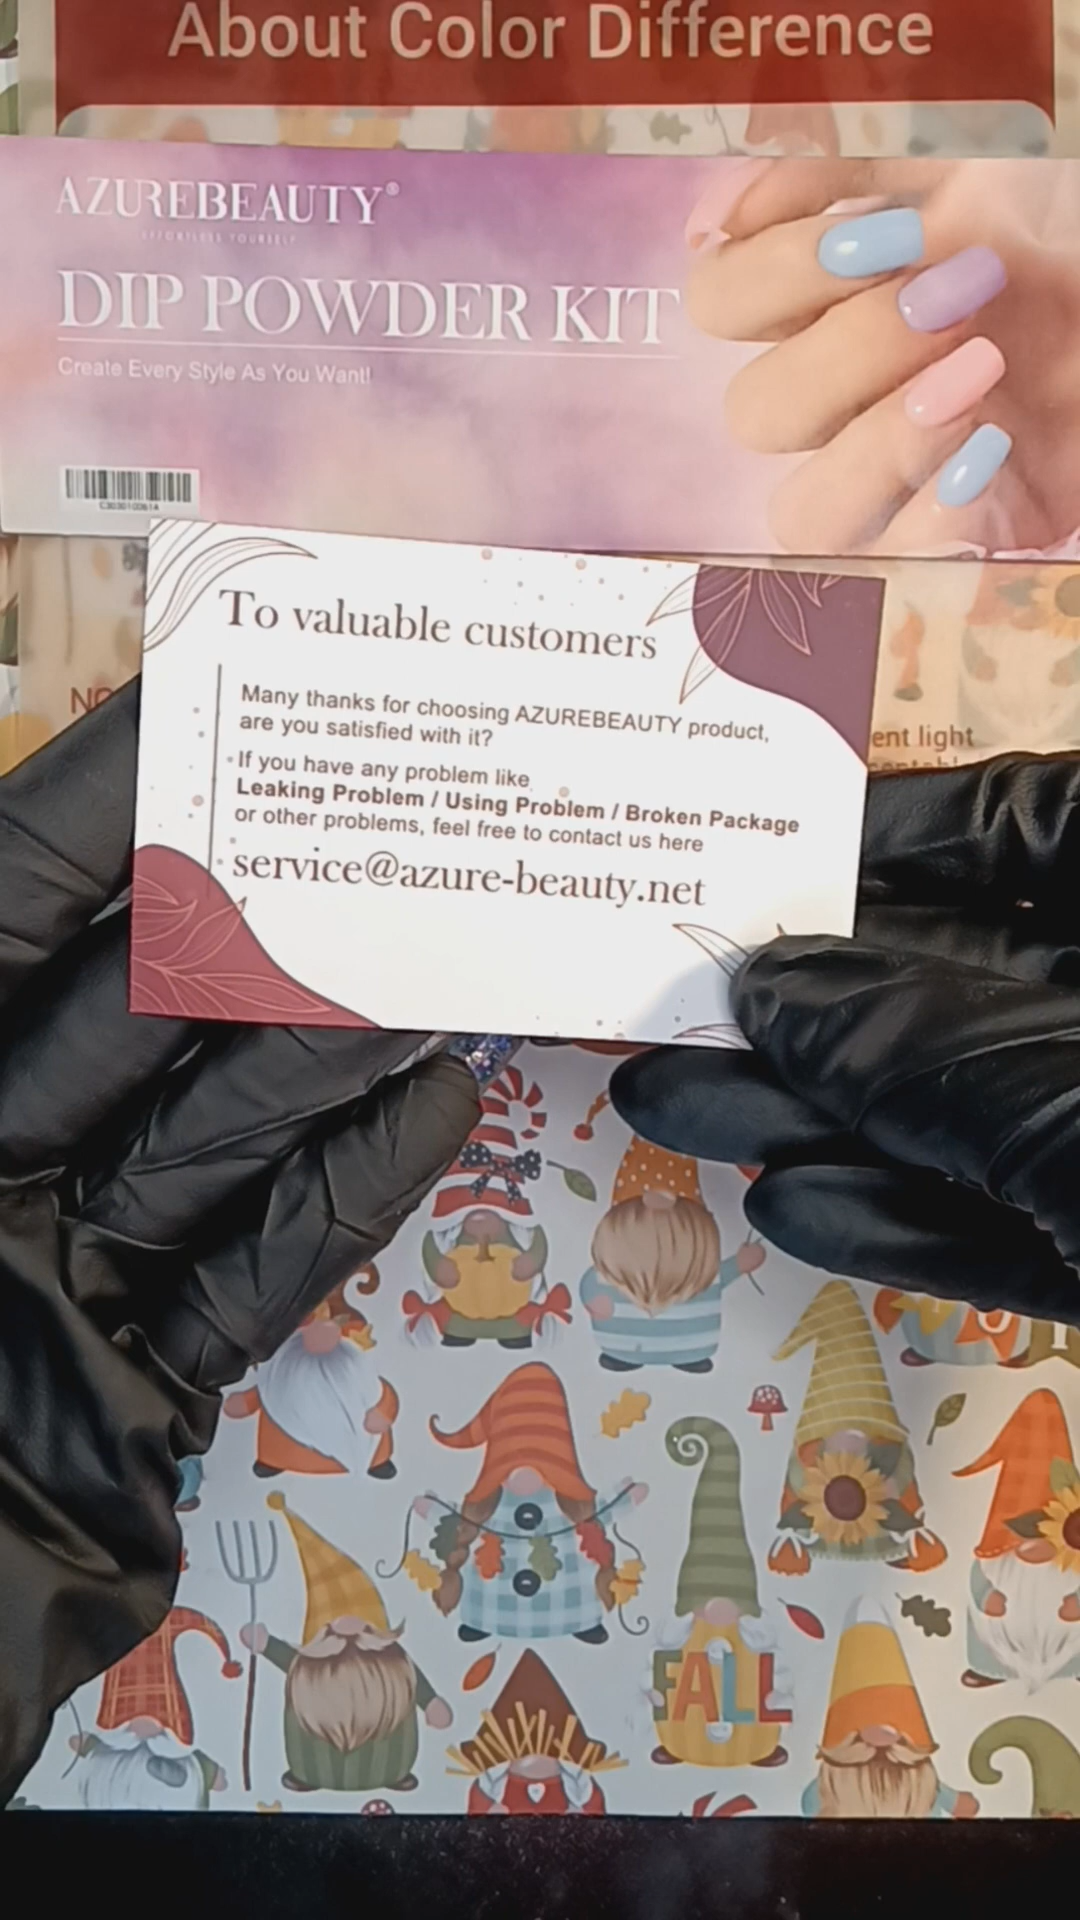 About Color Difference
AZUREBEAUTY®
EFFORTLESS YOURSELF
DIP POWDER KIT
Create Every Style As You Want!
To valuable customers
Many thanks for choosing AZUREBEAUTY product,
are you satisfied with it?
If you have any problem like
Leaking Problem / Using Problem / Broken Package
or other problems, feel free to contact us here
service@azure-beauty.net
ent light
FALL